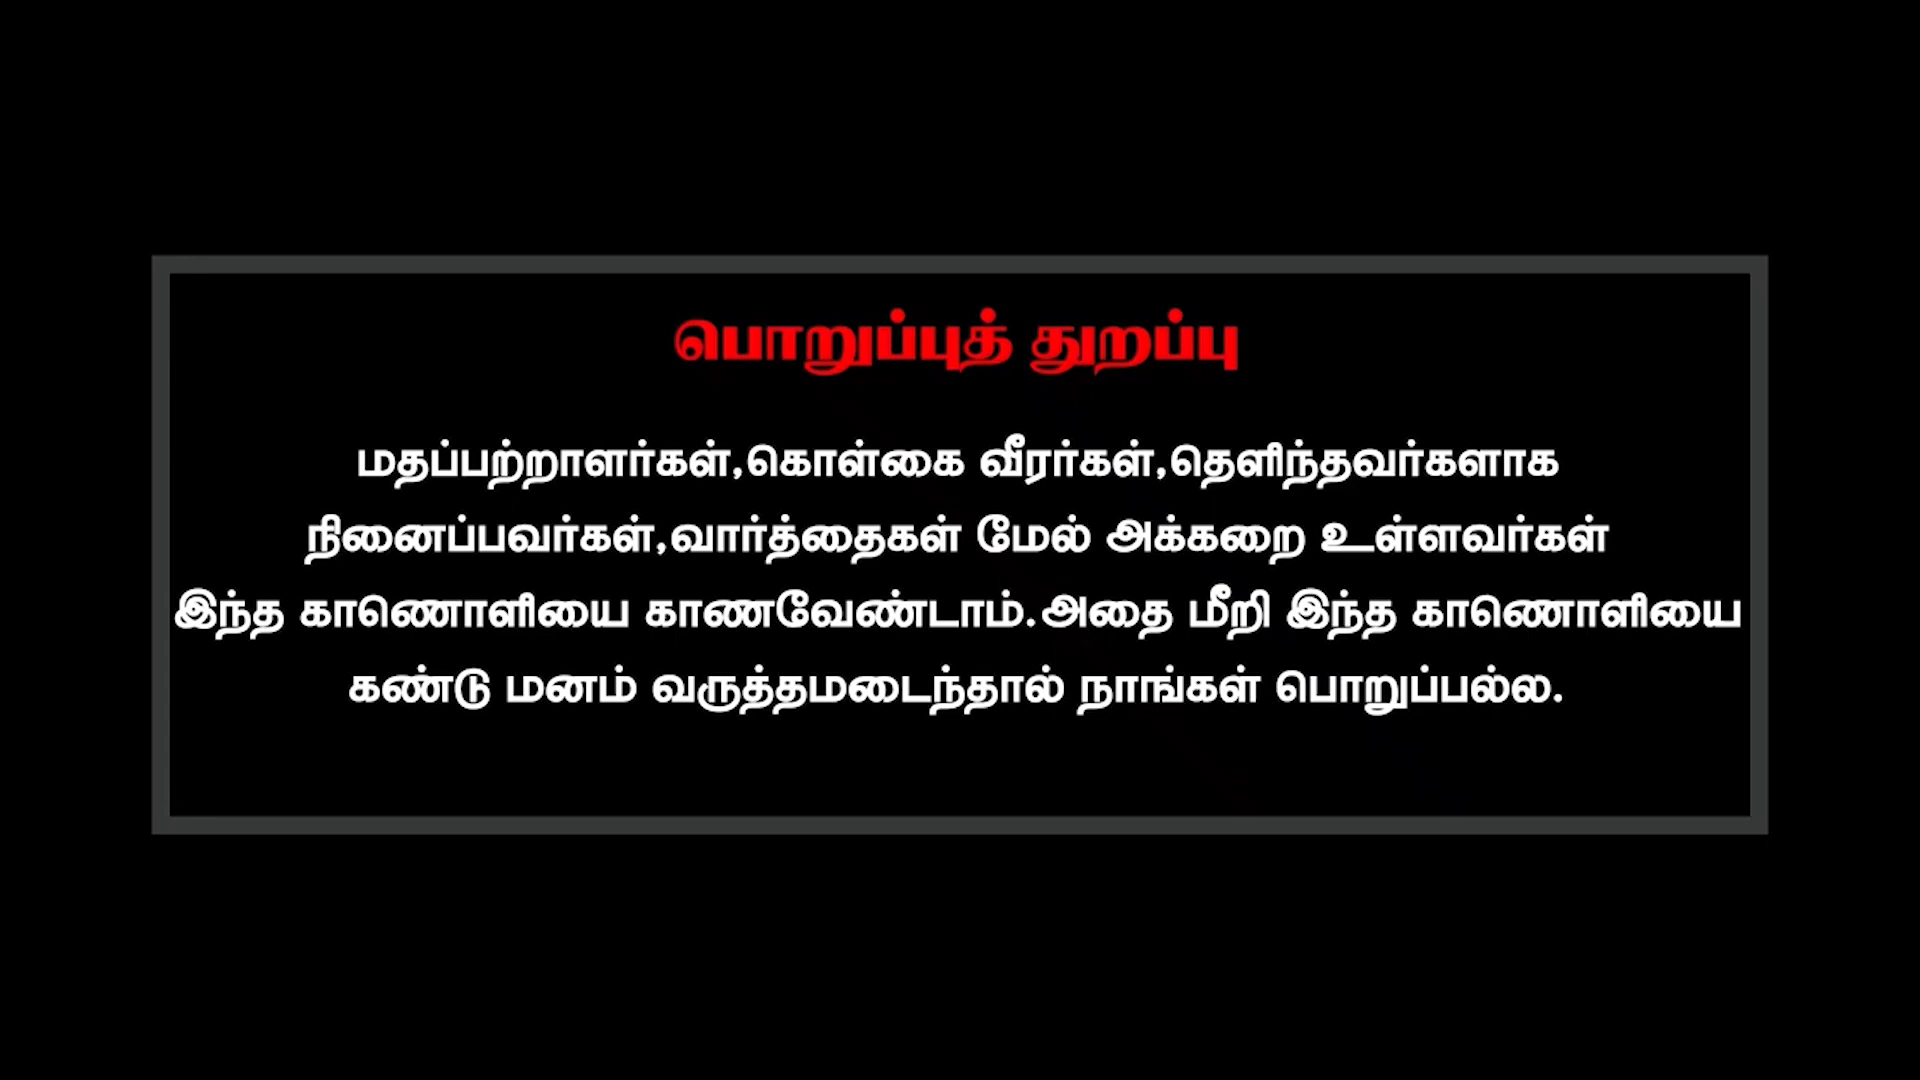 பொறுப்புத் துறப்பு
மதப்பற்றாளர்கள்,கொள்கை வீரர்கள்,தெளிந்தவர்களாக
நினைப்பவர்கள்,வார்த்தைகள் மேல் அக்கறை உள்ளவர்கள்
இந்த காணொளியை காணவேண்டாம்.அதை மீறி இந்த காணொளியை
கண்டு மனம் வருத்தமடைந்தால் நாங்கள் பொறுப்பல்ல.